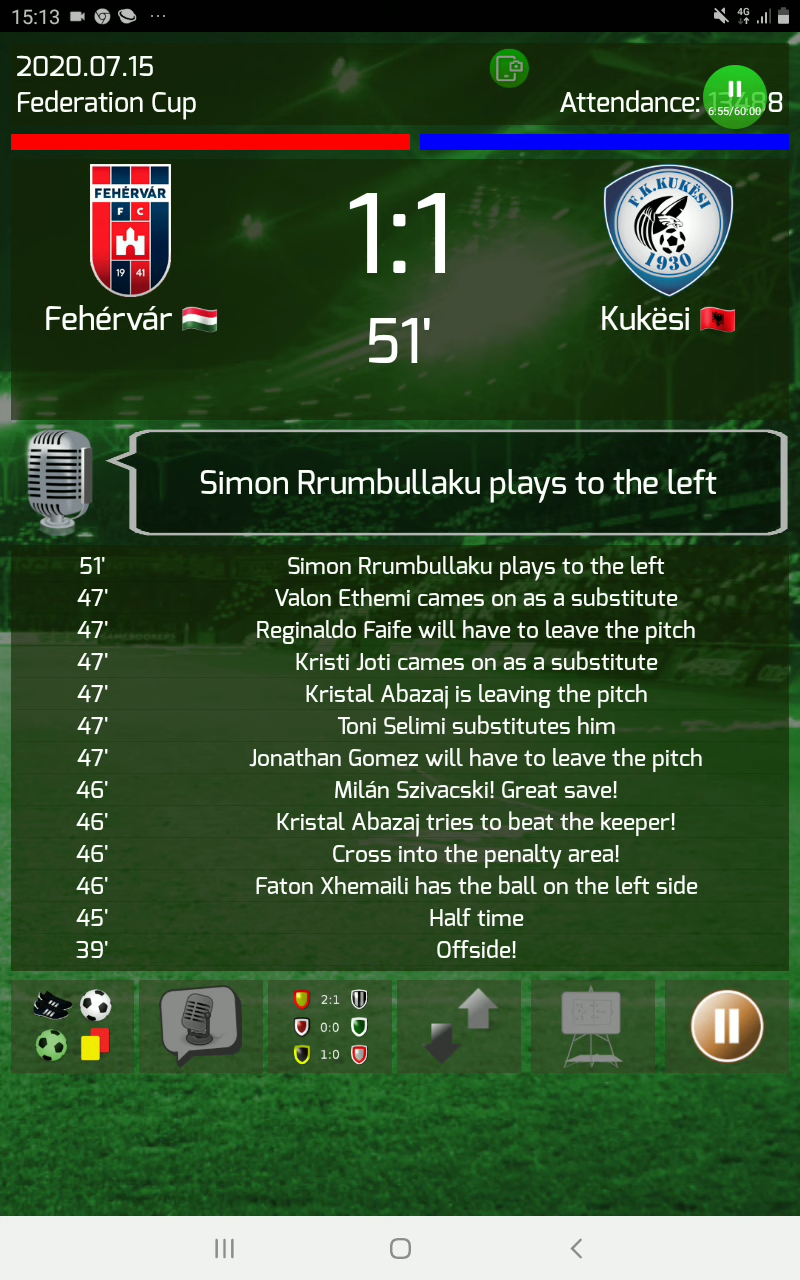 15:13
4G
2020.07.15
Federation Cup
Attendance:
6:55/60:00
FEHÉRVÁR
F C
19 41
1:1
F.K.KUKËSI
1930
Fehérvár
Kukësi
51'
Simon Rrumbullaku plays to the left
51' Simon Rrumbullaku plays to the left
47' Valon Ethemi cames on as a substitute
47' Reginaldo Faife will have to leave the pitch
47' Kristi Joti cames on as a substitute
47' Kristal Abazaj is leaving the pitch
47' Toni Selimi substitutes him
47' Jonathan Gomez will have to leave the pitch
46' Milán Szivacski! Great save!
46' Kristal Abazaj tries to beat the keeper!
46' Cross into the penalty area!
46' Faton Xhemaili has the ball on the left side
45' Half time
39' Offside!
2:1
0:0
1:0